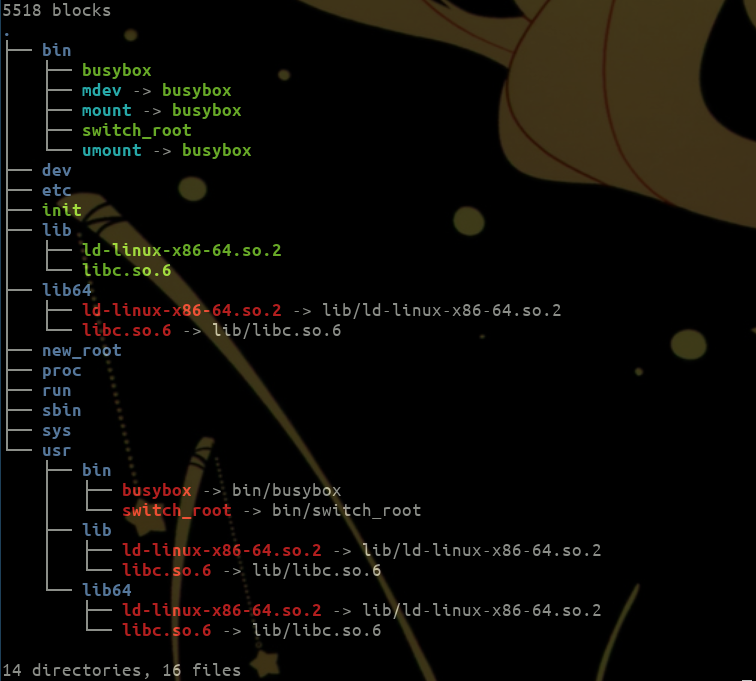 5518 blocks
.
├── bin
│   ├── busybox
│   ├── mdev -> busybox
│   ├── mount -> busybox
│   ├── switch_root
│   └── umount -> busybox
├── dev
├── etc
├── init
├── lib
│   ├── ld-linux-x86-64.so.2
│   └── libc.so.6
├── lib64
│   ├── ld-linux-x86-64.so.2 -> lib/ld-linux-x86-64.so.2
│   └── libc.so.6 -> lib/libc.so.6
├── new_root
├── proc
├── run
├── sbin
├── sys
└── usr
    ├── bin
    │   ├── busybox -> bin/busybox
    │   └── switch_root -> bin/switch_root
    ├── lib
    │   ├── ld-linux-x86-64.so.2 -> lib/ld-linux-x86-64.so.2
    │   └── libc.so.6 -> lib/libc.so.6
    └── lib64
        ├── ld-linux-x86-64.so.2 -> lib/ld-linux-x86-64.so.2
        └── libc.so.6 -> lib/libc.so.6

14 directories, 16 files